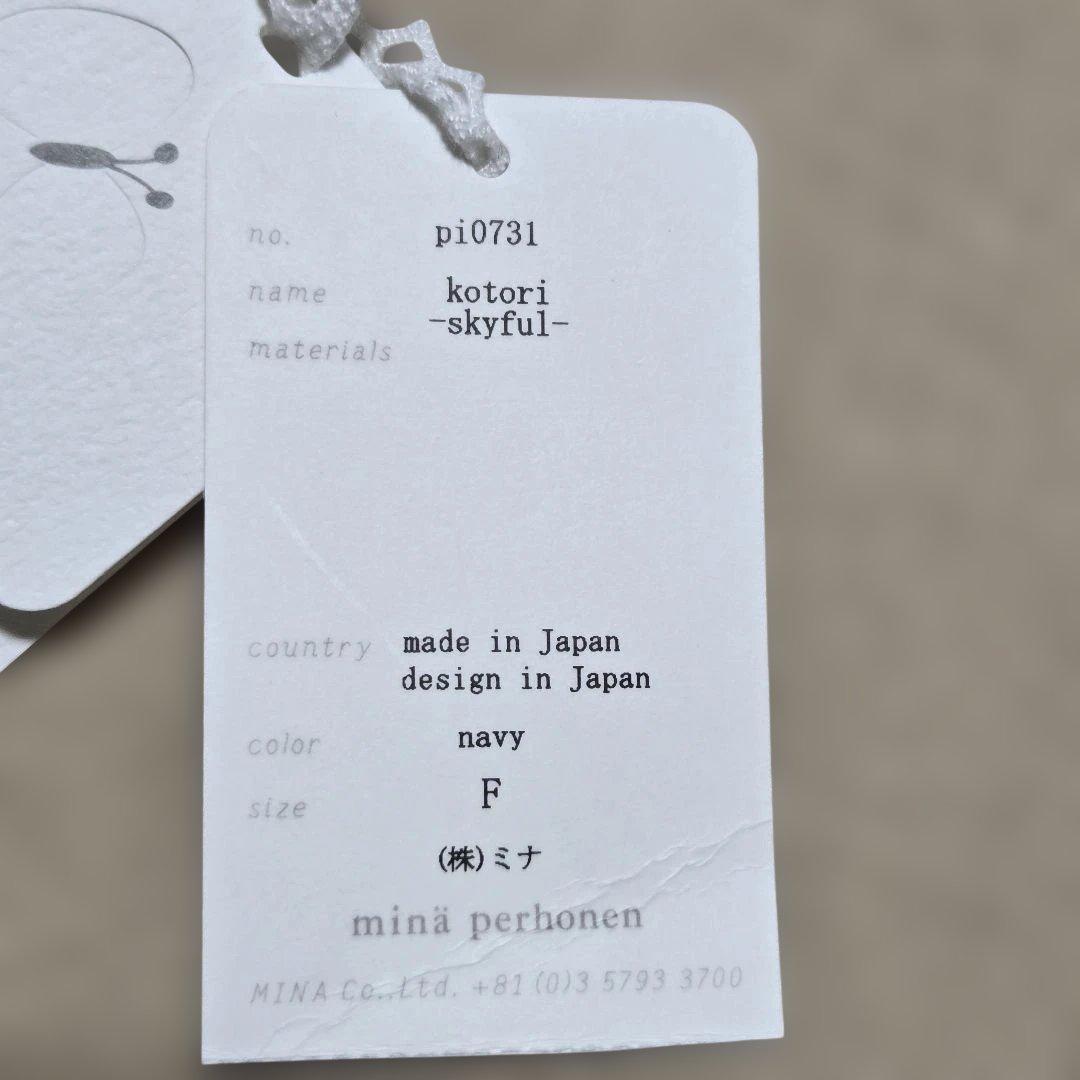 no. pi0731
name kotori
-skyful-
materials
country made in Japan
design in Japan
color navy
size F
(株)ミナ
minä perhonen
MINA Co.,Ltd. +81 (0)3 5793 3700